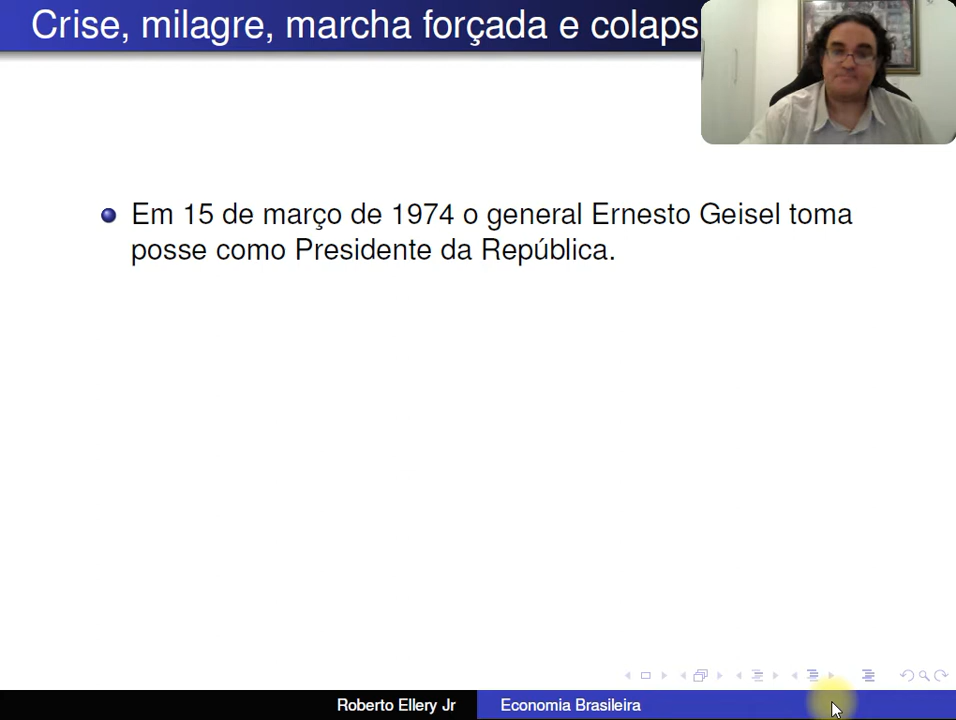 Crise, milagre, marcha forçada e colaps
Em 15 de março de 1974 o general Ernesto Geisel toma
posse como Presidente da República.
Roberto Ellery Jr
Economia Brasileira